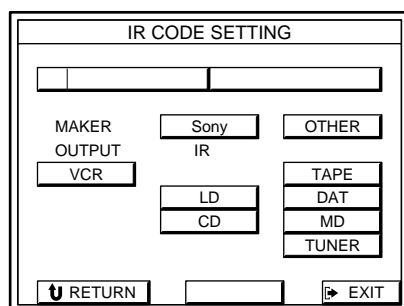 IR CODE SETTING
MAKER Sony OTHER
OUTPUT IR
VCR TAPE
LD DAT
CD MD
TUNER
RETURN EXIT